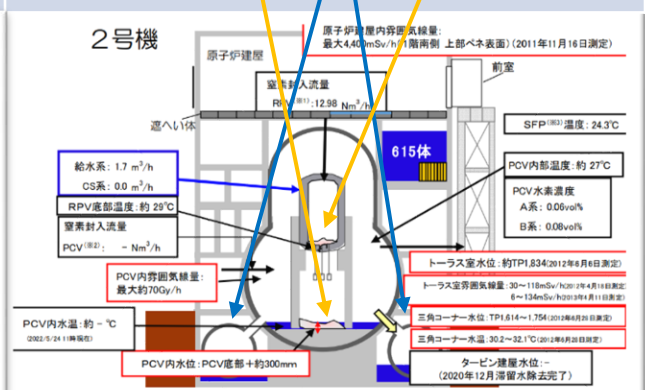 ２号機
原子炉建屋内雰囲気線量:
最大4,400mSv/h(1階南側 上部ペネ表面)(2011年11月16日測定)
原子炉建屋
前室
窒素封入流量
RPV(※1):12.98 Nm³/h
遮へい体
SFP(※3)温度: 24.3℃
615体
給水系: 1.7 m³/h
CS系: 0.0 m³/h
PCV内部温度: 約 27℃
RPV底部温度: 約 29℃
PCV水素濃度
A系: 0.06vol%
B系: 0.08vol%
窒素封入流量
PCV(※2): － Nm³/h
トーラス室水位: 約TP1,834(2012年6月6日測定)
PCV内雰囲気線量:
最大約70Gy/h
トーラス室雰囲気線量: 30～118mSv/h(2012年4月18日測定)
6～134mSv/h(2013年4月11日測定)
三角コーナー水位: TP1,614～1,754(2012年6月28日測定)
PCV内水温: 約 － ℃
(2022/5/24 11時現在)
三角コーナー水温: 30.2～32.1℃(2012年6月28日測定)
PCV内水位: PCV底部＋約300mm
タービン建屋水位: －
(2020年12月滞留水除去完了)